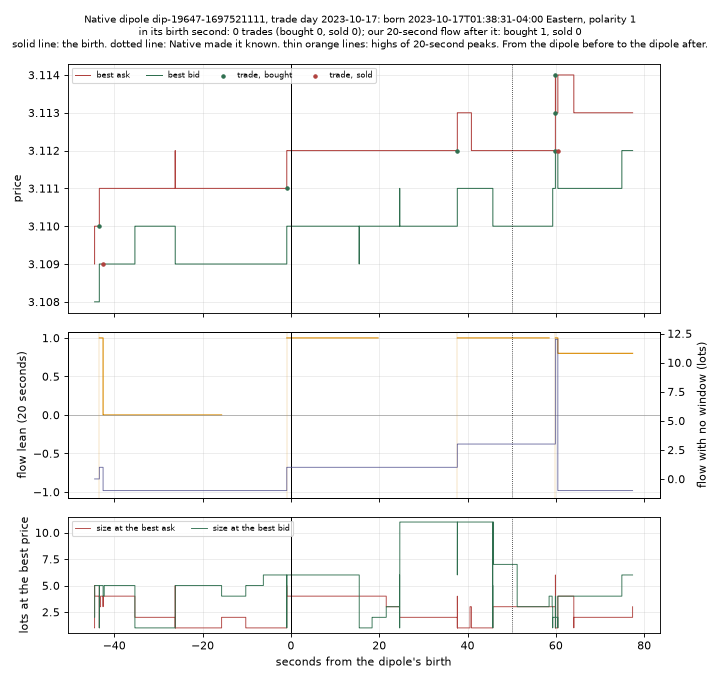 Native dipole dip-19647-1697521111, trade day 2023-10-17: born 2023-10-17T01:38:31-04:00 Eastern, polarity 1
in its birth second: 0 trades (bought 0, sold 0); our 20-second flow after it: bought 1, sold 0
solid line: the birth. dotted line: Native made it known. thin orange lines: highs of 20-second peaks. From the dipole before to the dipole after.
best ask best bid trade, bought trade, sold
3.114
3.113
3.112
3.111
3.110
3.109
3.108
price
1.0
0.5
0.0
−0.5
−1.0
flow lean (20 seconds)
12.5
10.0
7.5
5.0
2.5
0.0
flow with no window (lots)
size at the best ask size at the best bid
10.0
7.5
5.0
2.5
lots at the best price
−40 −20 0 20 40 60 80
seconds from the dipole's birth